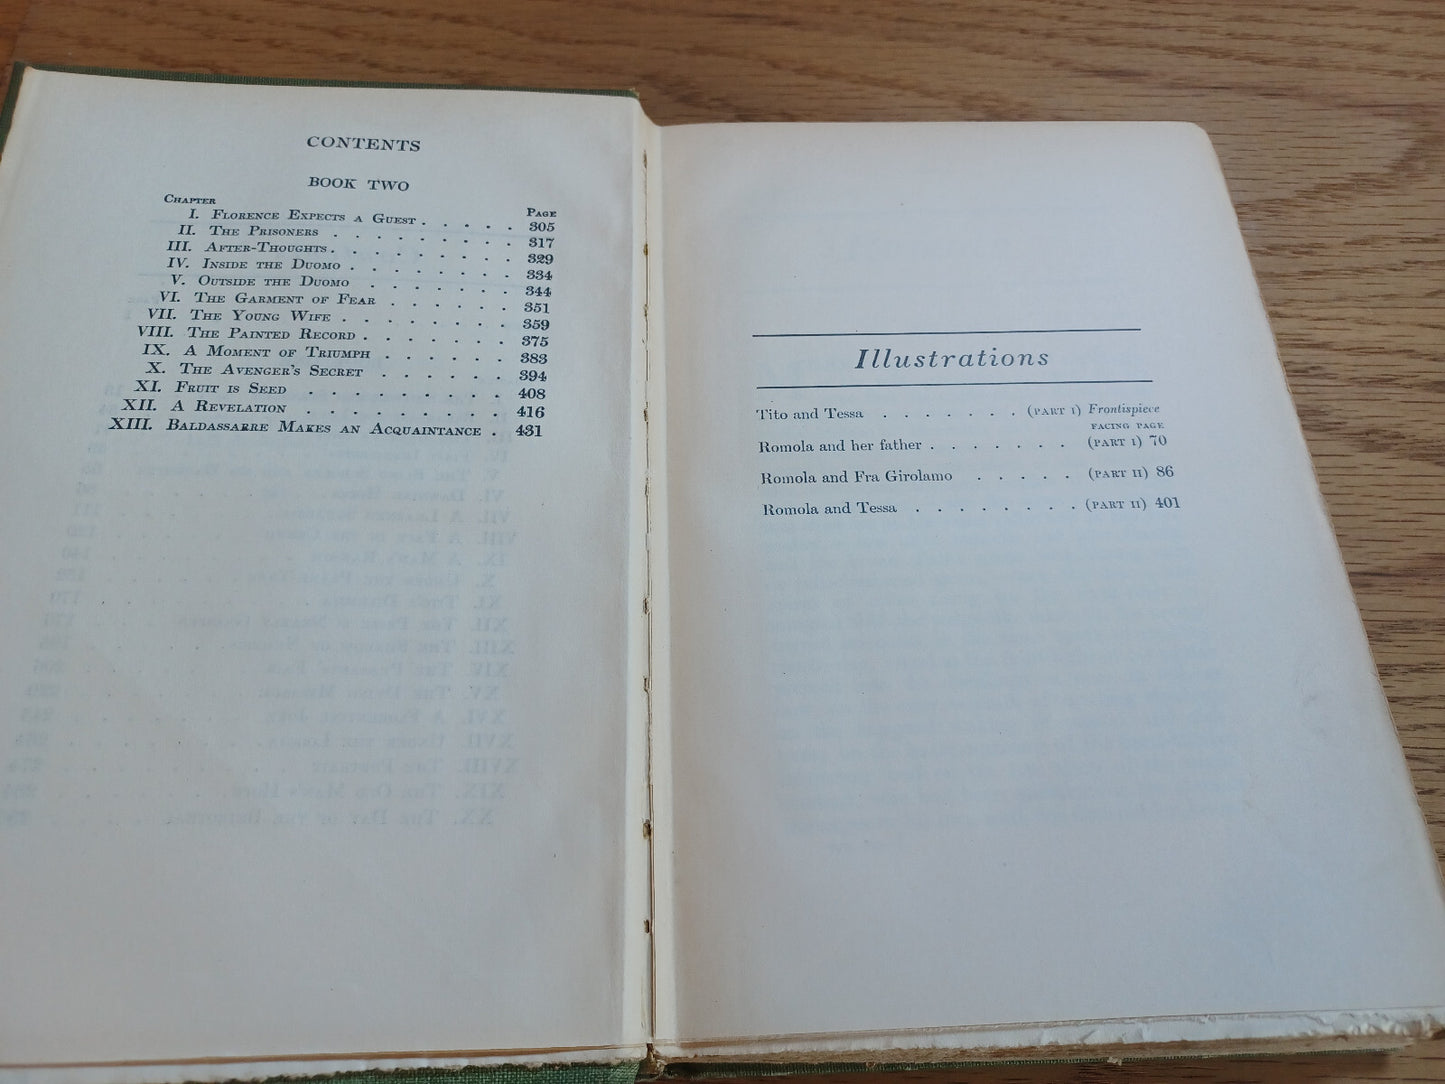 CONTENTS
BOOK TWO
CHAPTER PAGE
I. FLORENCE EXPECTS A GUEST . . . . . 305
II. THE PRISONERS . . . . . . . . . 317
III. AFTER-THOUGHTS . . . . . . . . . 329
IV. INSIDE THE DUOMO . . . . . . . . 334
V. OUTSIDE THE DUOMO . . . . . . . 344
VI. THE GARMENT OF FEAR . . . . . . 351
VII. THE YOUNG WIFE . . . . . . . . 359
VIII. THE PAINTED RECORD . . . . . . . 375
IX. A MOMENT OF TRIUMPH . . . . . . 383
X. THE AVENGER'S SECRET . . . . . . 394
XI. FRUIT IS SEED . . . . . . . . . 408
XII. A REVELATION . . . . . . . . . 416
XIII. BALDASSARRE MAKES AN ACQUAINTANCE . 431
Illustrations
Tito and Tessa . . . . . . . (PART I) Frontispiece
FACING PAGE
Romola and her father . . . . . . . (PART I) 70
Romola and Fra Girolamo . . . . . (PART II) 86
Romola and Tessa . . . . . . . . (PART II) 401